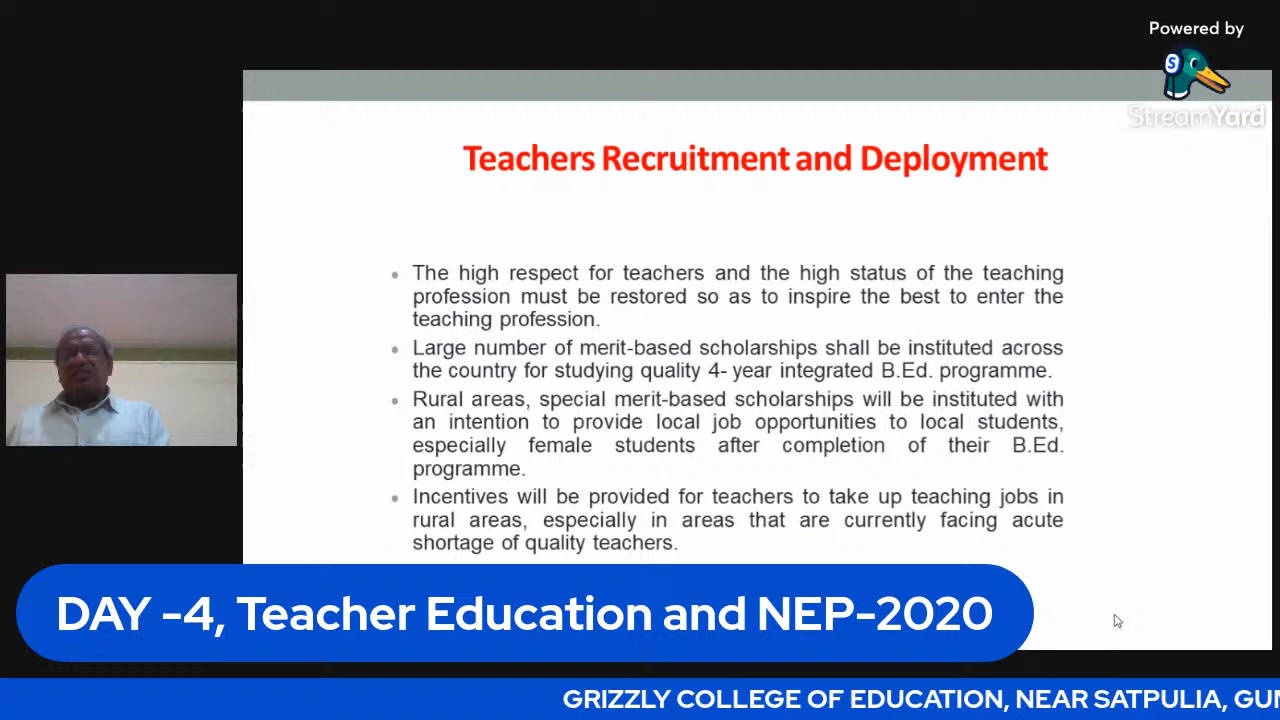 Powered by
S
StreamYard
Teachers Recruitment and Deployment
• The high respect for teachers and the high status of the teaching
profession must be restored so as to inspire the best to enter the
teaching profession.
• Large number of merit-based scholarships shall be instituted across
the country for studying quality 4- year integrated B.Ed. programme.
• Rural areas, special merit-based scholarships will be instituted with
an intention to provide local job opportunities to local students,
especially female students after completion of their B.Ed.
programme.
• Incentives will be provided for teachers to take up teaching jobs in
rural areas, especially in areas that are currently facing acute
shortage of quality teachers.
DAY -4, Teacher Education and NEP-2020
GRIZZLY COLLEGE OF EDUCATION, NEAR SATPULIA,